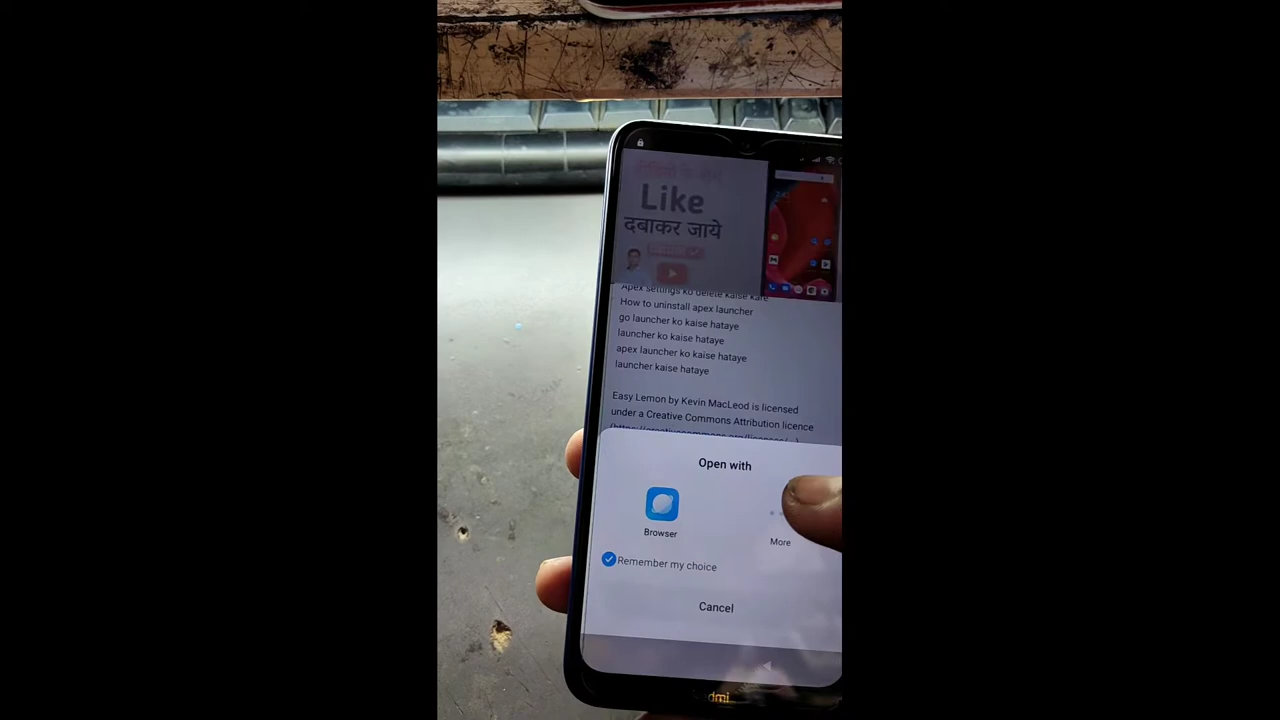 Like
दबाकर जाये
Apex settings ko delete kaise kare
How to uninstall apex launcher
go launcher ko kaise hataye
launcher ko kaise hataye
apex launcher ko kaise hataye
launcher kaise hataye
Easy Lemon by Kevin MacLeod is licensed
under a Creative Commons Attribution licence
Open with
Browser
More
Remember my choice
Cancel